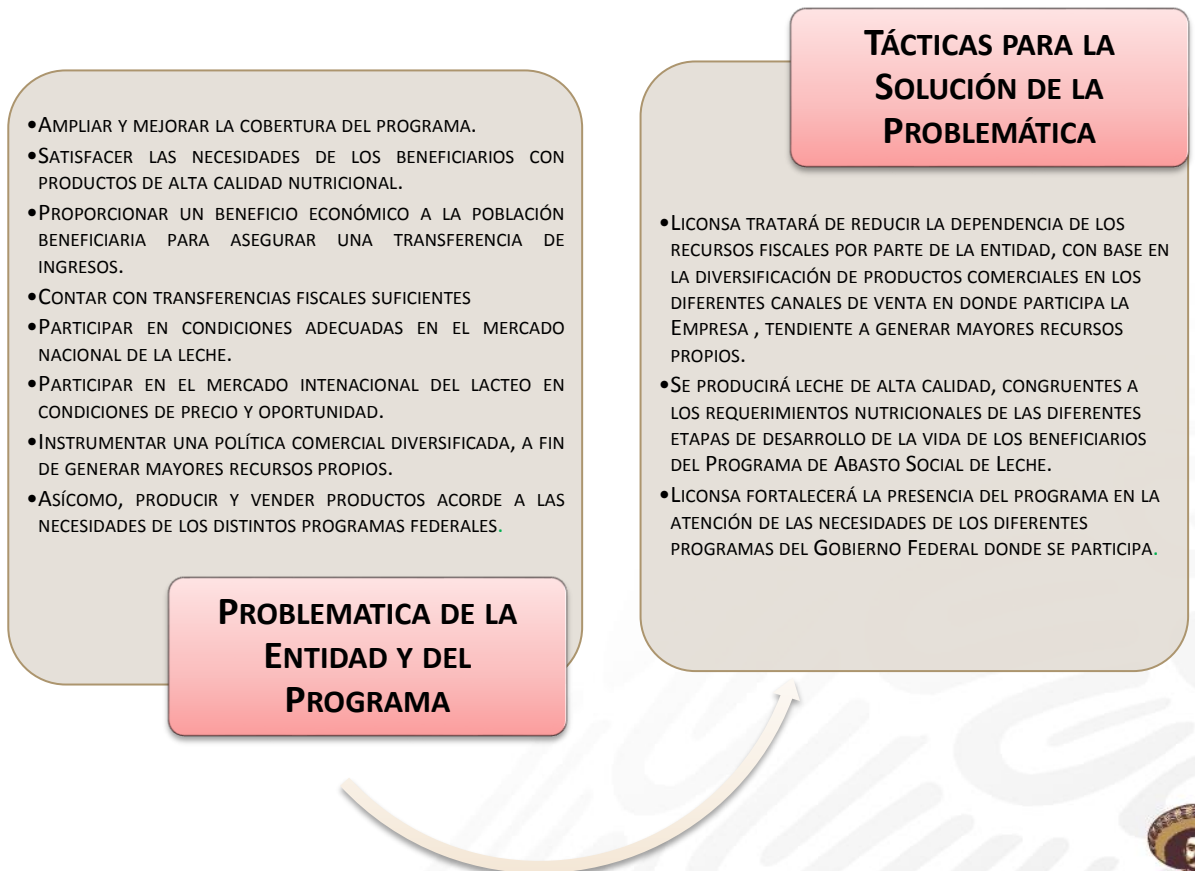 •AMPLIAR Y MEJORAR LA COBERTURA DEL PROGRAMA.
•SATISFACER LAS NECESIDADES DE LOS BENEFICIARIOS CON
PRODUCTOS DE ALTA CALIDAD NUTRICIONAL.
•PROPORCIONAR UN BENEFICIO ECONÓMICO A LA POBLACIÓN
BENEFICIARIA PARA ASEGURAR UNA TRANSFERENCIA DE
INGRESOS.
•CONTAR CON TRANSFERENCIAS FISCALES SUFICIENTES
•PARTICIPAR EN CONDICIONES ADECUADAS EN EL MERCADO
NACIONAL DE LA LECHE.
•PARTICIPAR EN EL MERCADO INTENACIONAL DEL LACTEO EN
CONDICIONES DE PRECIO Y OPORTUNIDAD.
•INSTRUMENTAR UNA POLÍTICA COMERCIAL DIVERSIFICADA, A FIN
DE GENERAR MAYORES RECURSOS PROPIOS.
•ASÍCOMO, PRODUCIR Y VENDER PRODUCTOS ACORDE A LAS
NECESIDADES DE LOS DISTINTOS PROGRAMAS FEDERALES.
PROBLEMATICA DE LA
ENTIDAD Y DEL
PROGRAMA
TÁCTICAS PARA LA
SOLUCIÓN DE LA
PROBLEMÁTICA
•LICONSA TRATARÁ DE REDUCIR LA DEPENDENCIA DE LOS
RECURSOS FISCALES POR PARTE DE LA ENTIDAD, CON BASE EN
LA DIVERSIFICACIÓN DE PRODUCTOS COMERCIALES EN LOS
DIFERENTES CANALES DE VENTA EN DONDE PARTICIPA LA
EMPRESA , TENDIENTE A GENERAR MAYORES RECURSOS
PROPIOS.
•SE PRODUCIRÁ LECHE DE ALTA CALIDAD, CONGRUENTES A
LOS REQUERIMIENTOS NUTRICIONALES DE LAS DIFERENTES
ETAPAS DE DESARROLLO DE LA VIDA DE LOS BENEFICIARIOS
DEL PROGRAMA DE ABASTO SOCIAL DE LECHE.
•LICONSA FORTALECERÁ LA PRESENCIA DEL PROGRAMA EN LA
ATENCIÓN DE LAS NECESIDADES DE LOS DIFERENTES
PROGRAMAS DEL GOBIERNO FEDERAL DONDE SE PARTICIPA.